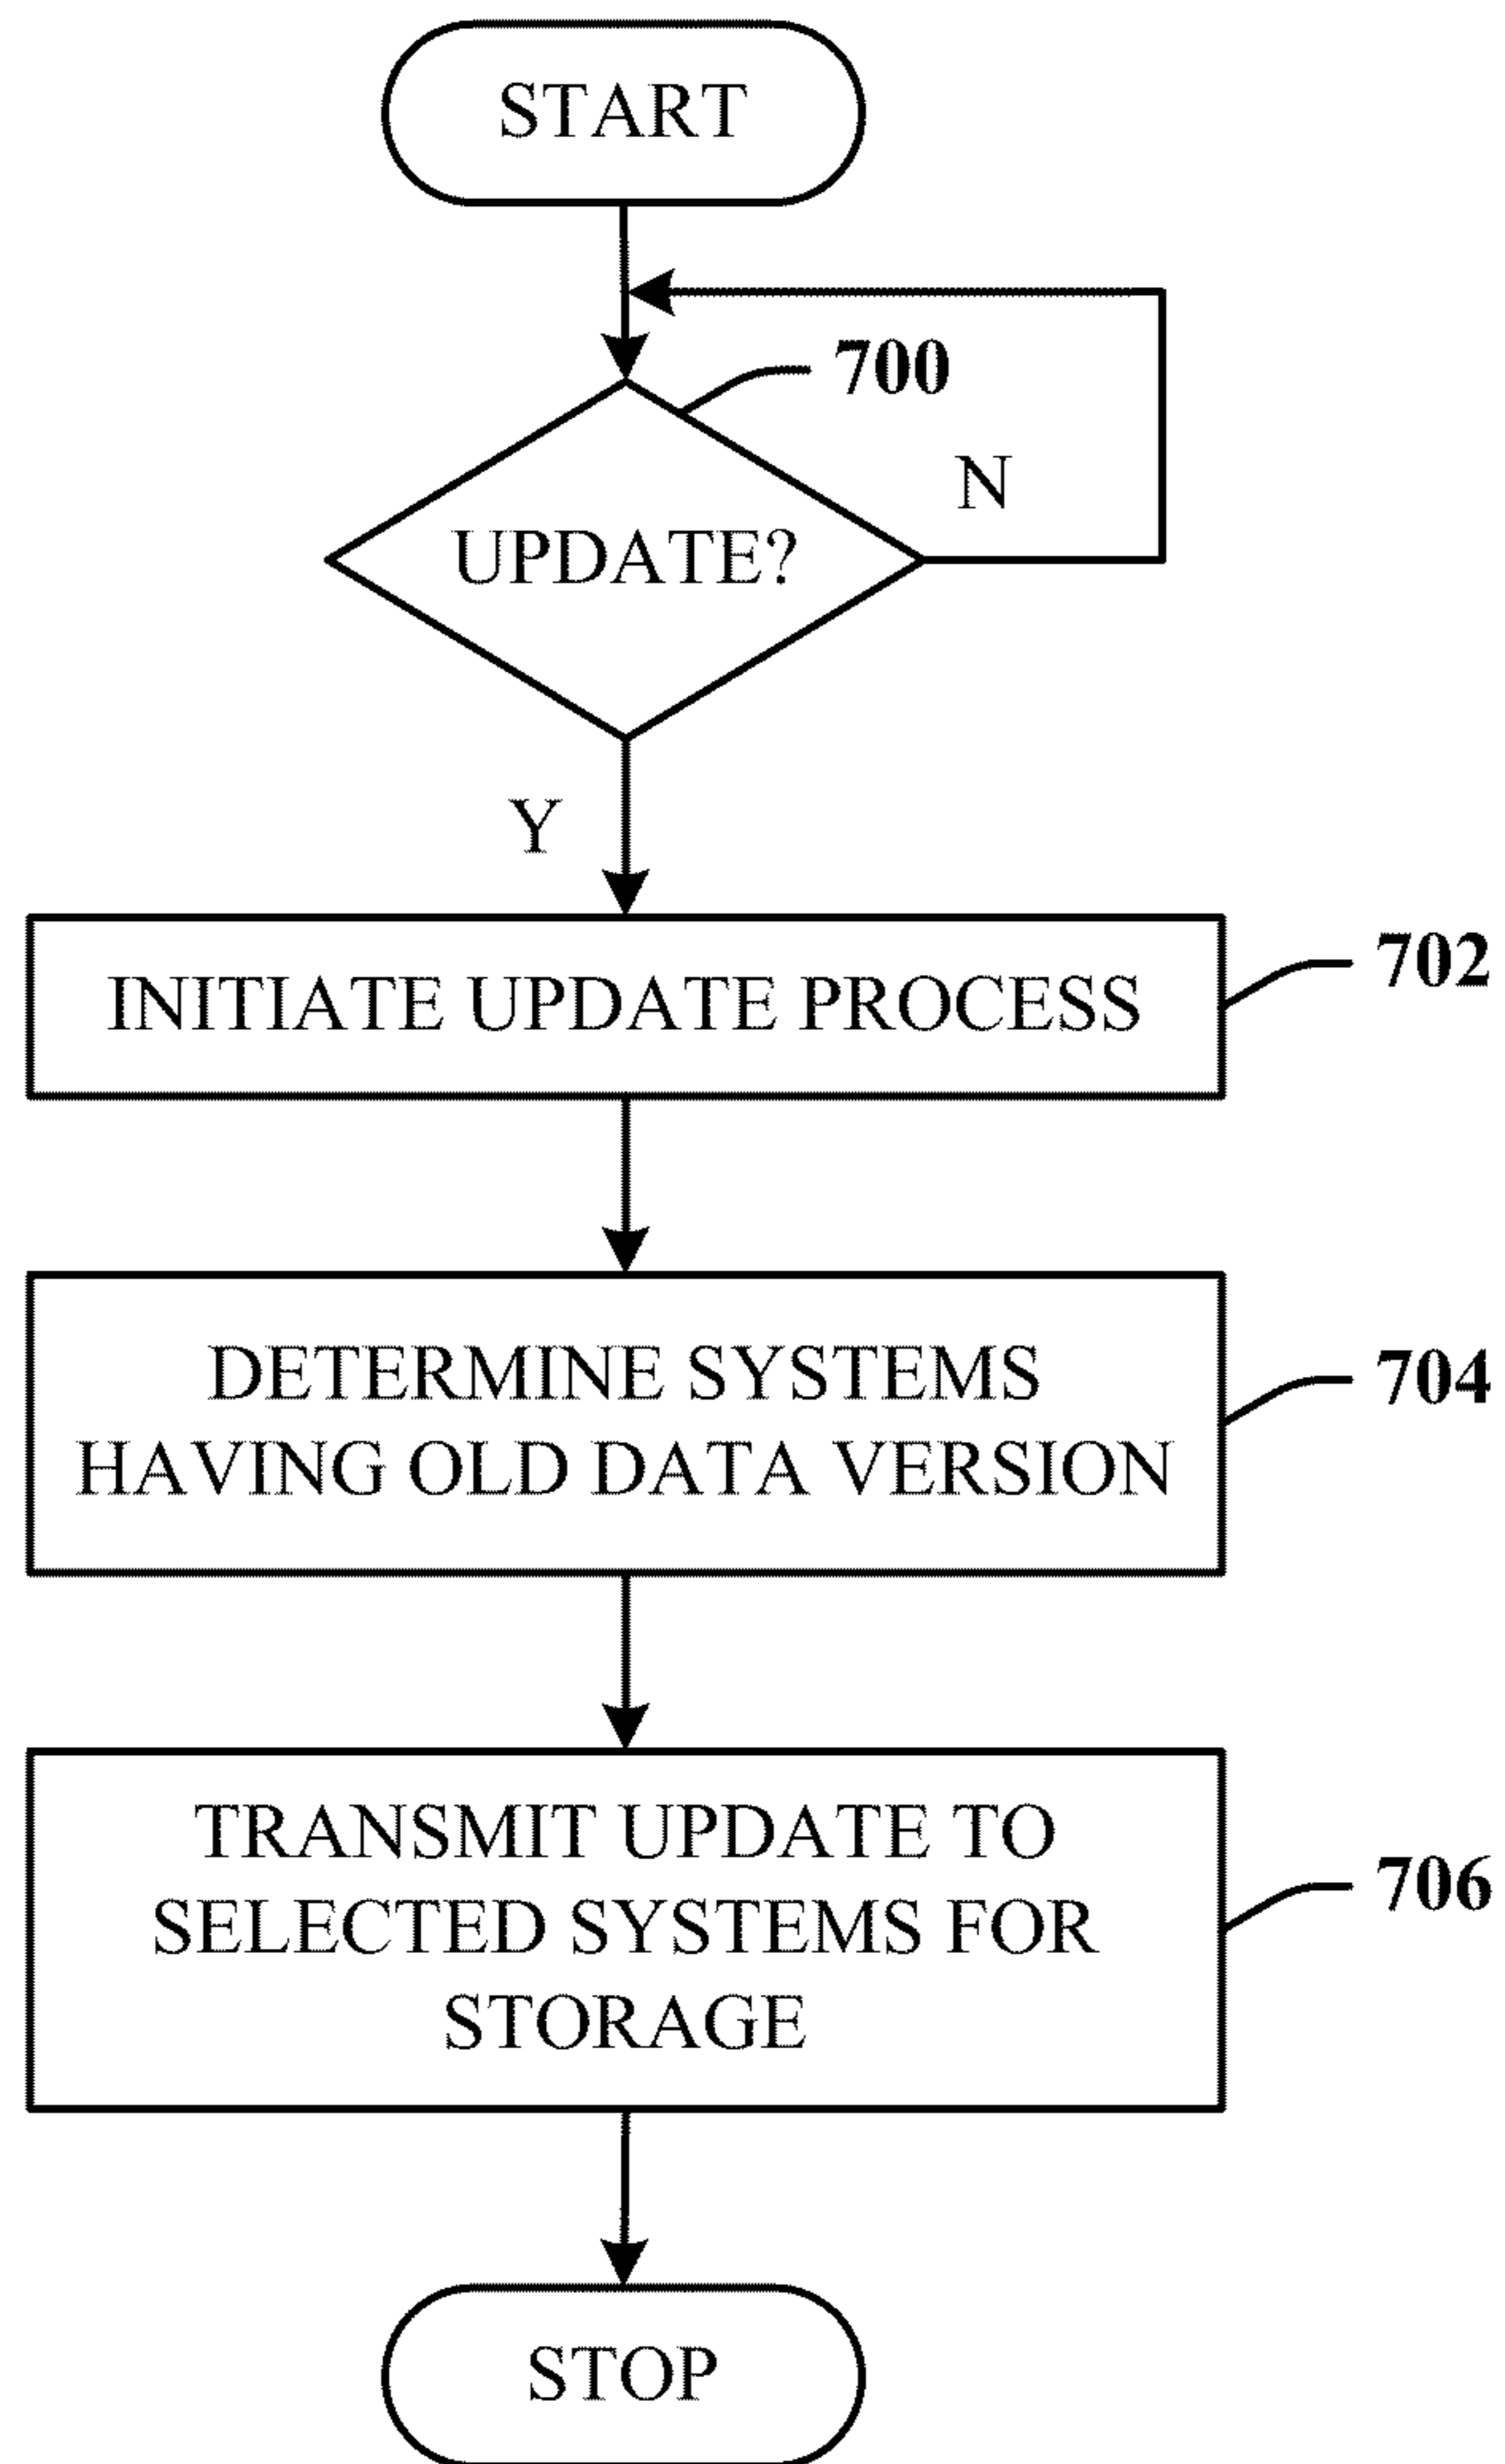 START
700
N
UPDATE?
Y
INITIATE UPDATE PROCESS
702
DETERMINE SYSTEMS
HAVING OLD DATA VERSION
704
TRANSMIT UPDATE TO
SELECTED SYSTEMS FOR
STORAGE
706
STOP